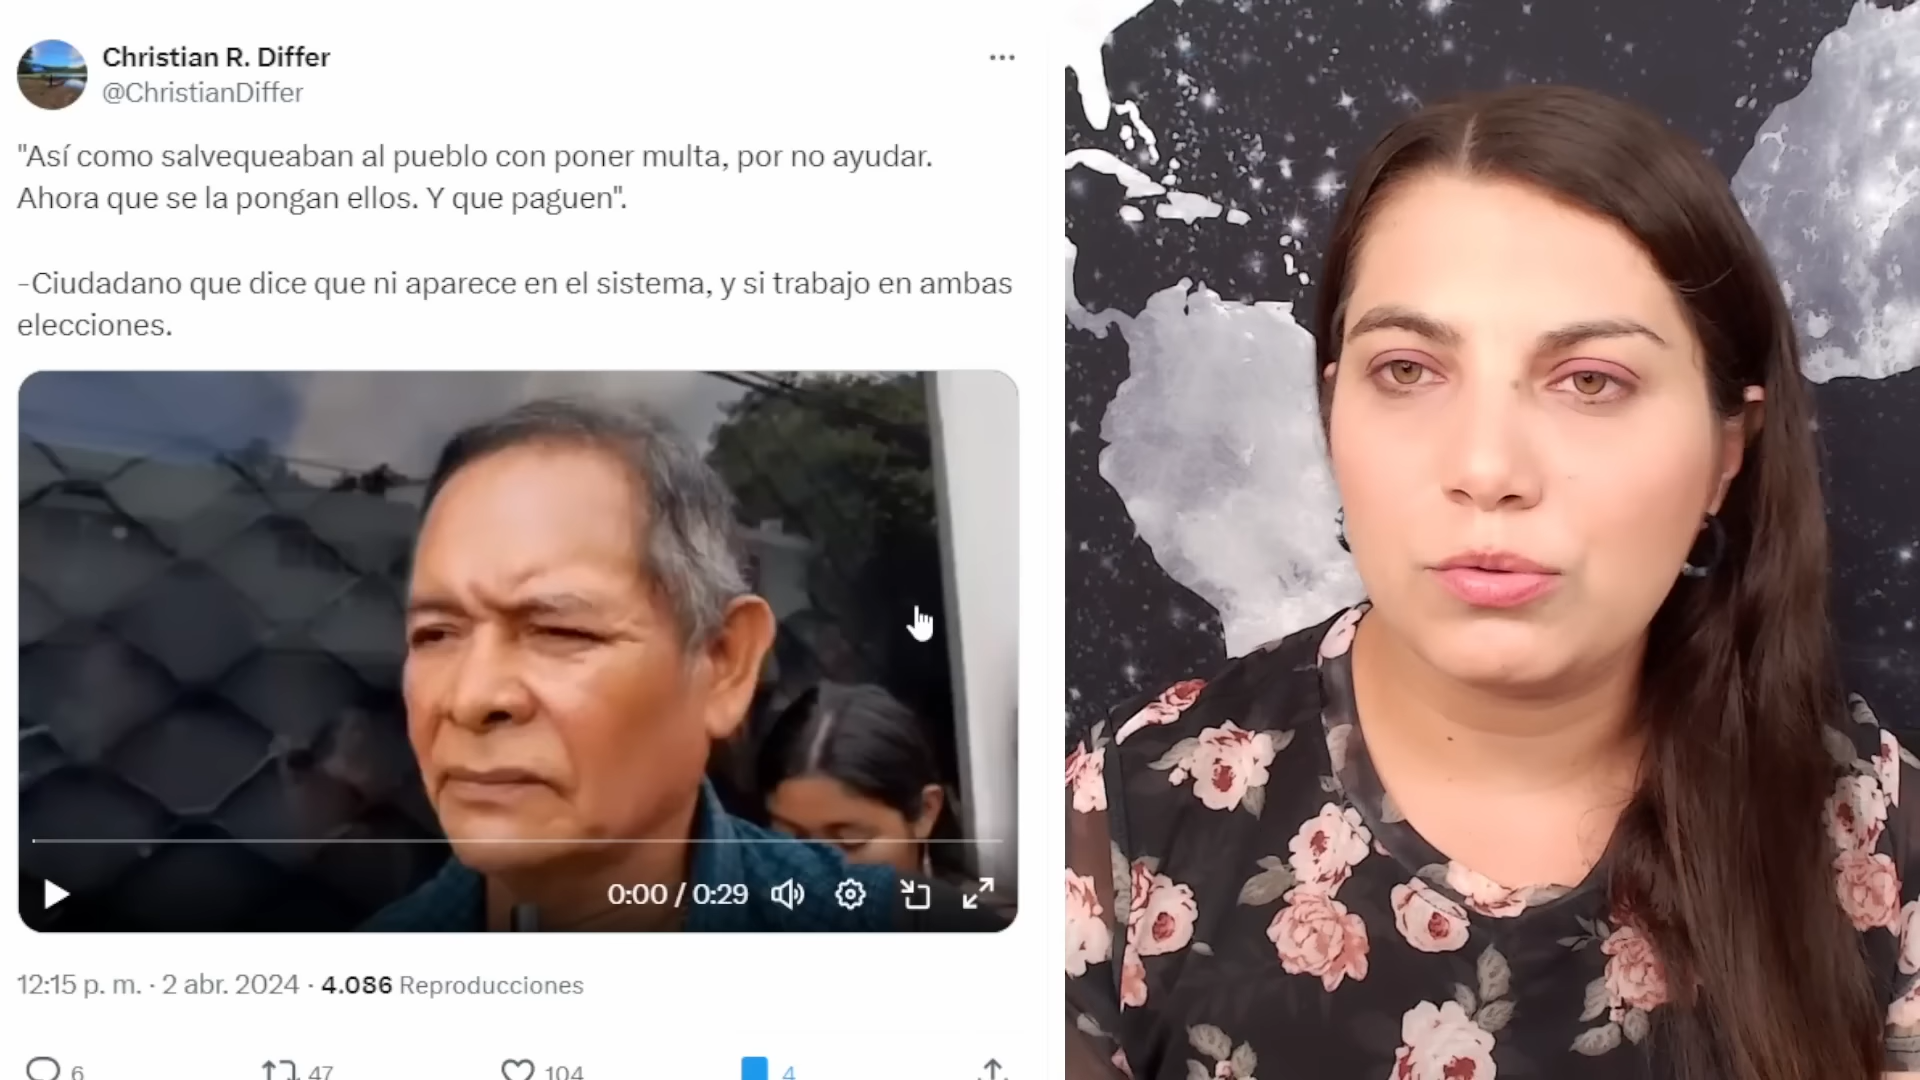 Christian R. Differ
@ChristianDiffer
"Así como salvequeaban al pueblo con poner multa, por no ayudar.
Ahora que se la pongan ellos. Y que paguen".
-Ciudadano que dice que ni aparece en el sistema, y si trabajo en ambas
elecciones.
0:00 / 0:29
12:15 p. m. · 2 abr. 2024 · 4.086 Reproducciones
6 47 104 4